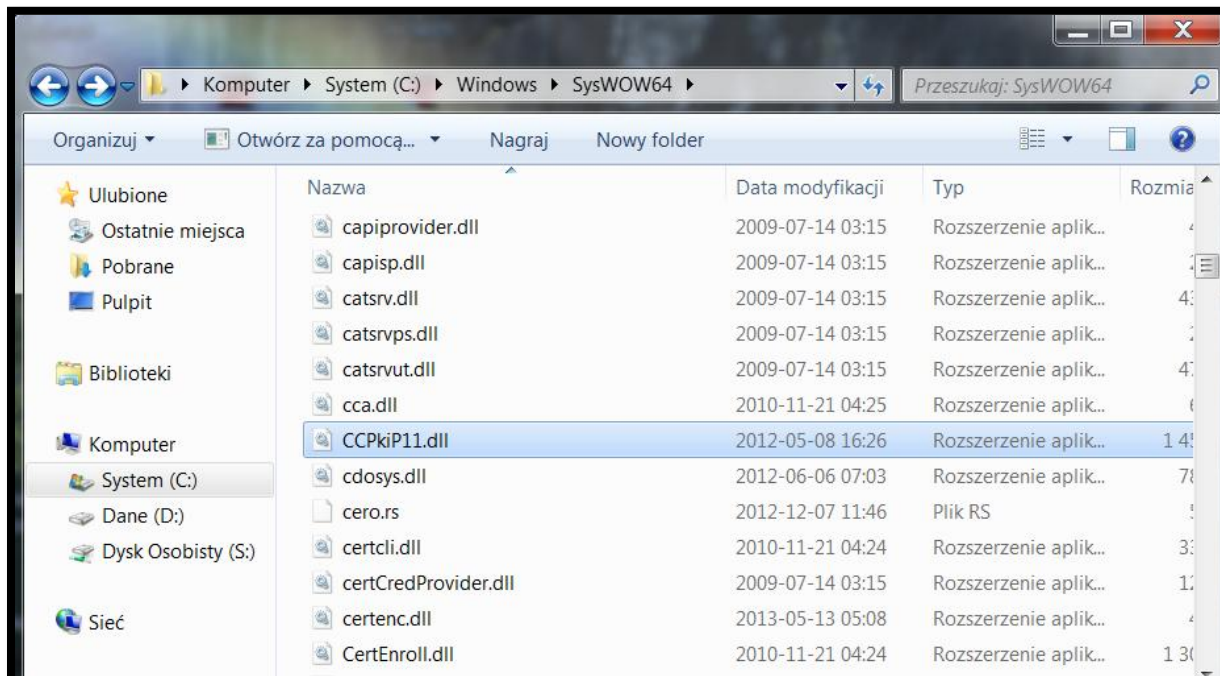 Komputer System (C:) Windows SysWOW64 Przeszukaj: SysWOW64
Organizuj Otwórz za pomocą... Nagraj Nowy folder
Ulubione
Ostatnie miejsca
Pobrane
Pulpit
Biblioteki
Komputer
System (C:)
Dane (D:)
Dysk Osobisty (S:)
Sieć
Nazwa Data modyfikacji Typ
capiprovider.dll 2009-07-14 03:15 Rozszerzenie aplik...
capisp.dll 2009-07-14 03:15 Rozszerzenie aplik...
catsrv.dll 2009-07-14 03:15 Rozszerzenie aplik...
catsrvps.dll 2009-07-14 03:15 Rozszerzenie aplik...
catsrvut.dll 2009-07-14 03:15 Rozszerzenie aplik...
cca.dll 2010-11-21 04:25 Rozszerzenie aplik...
CCPkiP11.dll 2012-05-08 16:26 Rozszerzenie aplik...
cdosys.dll 2012-06-06 07:03 Rozszerzenie aplik...
cero.rs 2012-12-07 11:46 Plik RS
certcli.dll 2010-11-21 04:24 Rozszerzenie aplik...
certCredProvider.dll 2009-07-14 03:15 Rozszerzenie aplik...
certenc.dll 2013-05-13 05:08 Rozszerzenie aplik...
CertEnroll.dll 2010-11-21 04:24 Rozszerzenie aplik...